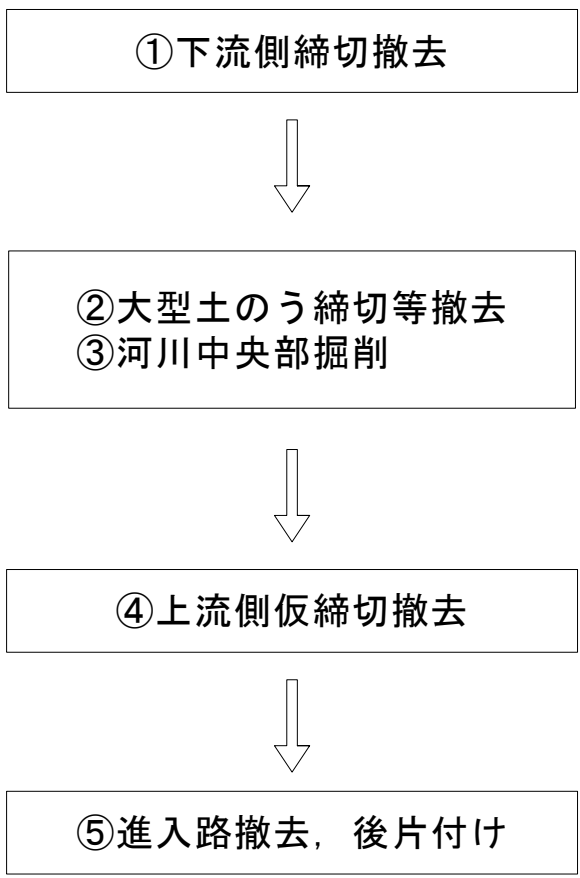 ①下流側締切撤去
②大型土のう締切等撤去
③河川中央部掘削
④上流側仮締切撤去
⑤進入路撤去，後片付け